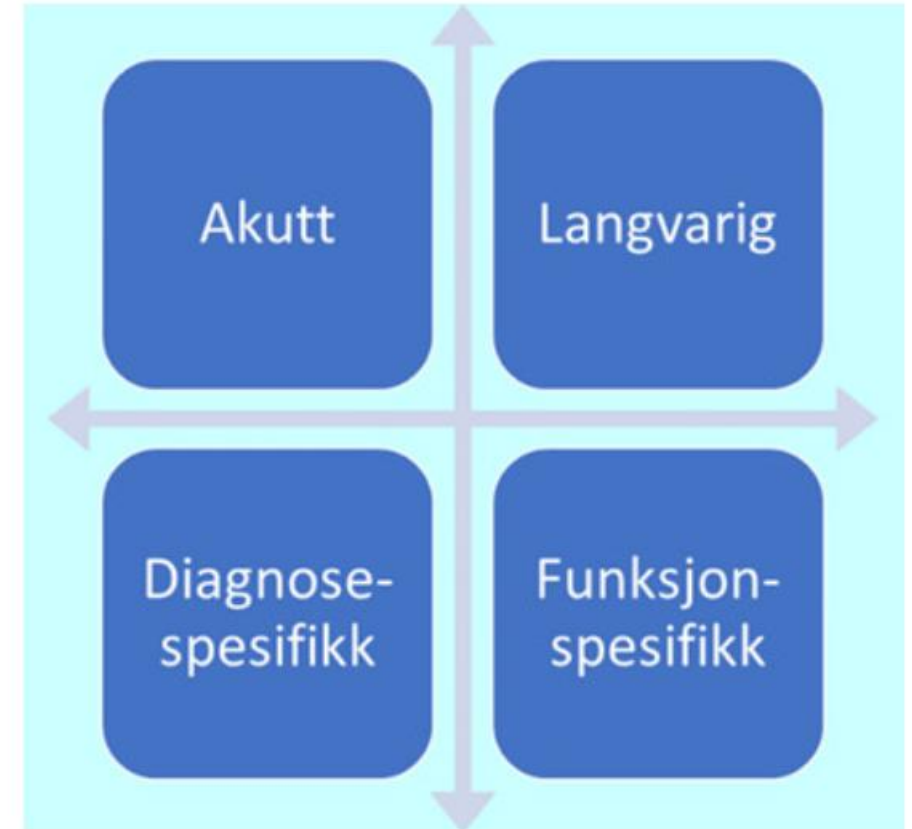 Akutt
Langvarig
Diagnose-
spesifikk
Funksjon-
spesifikk